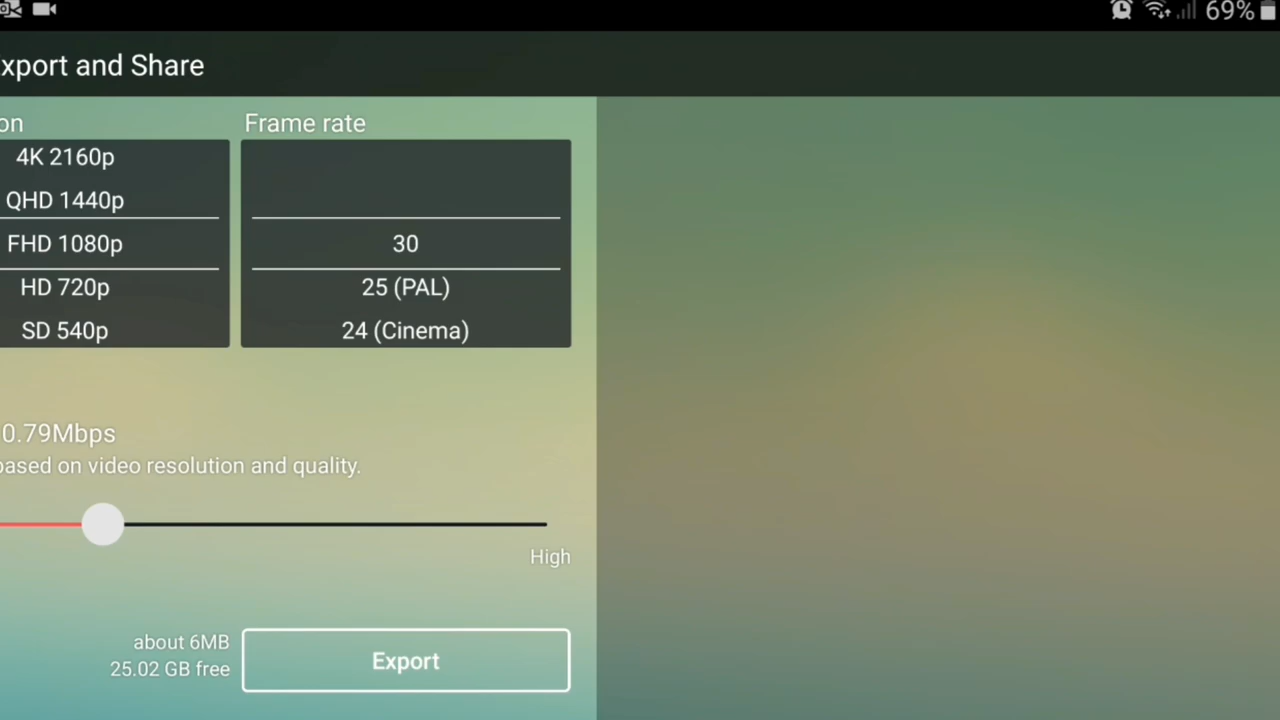 69%
xport and Share
on
Frame rate
4K 2160p
QHD 1440p
FHD 1080p
HD 720p
SD 540p
30
25 (PAL)
24 (Cinema)
0.79Mbps
based on video resolution and quality.
High
about 6MB
25.02 GB free
Export